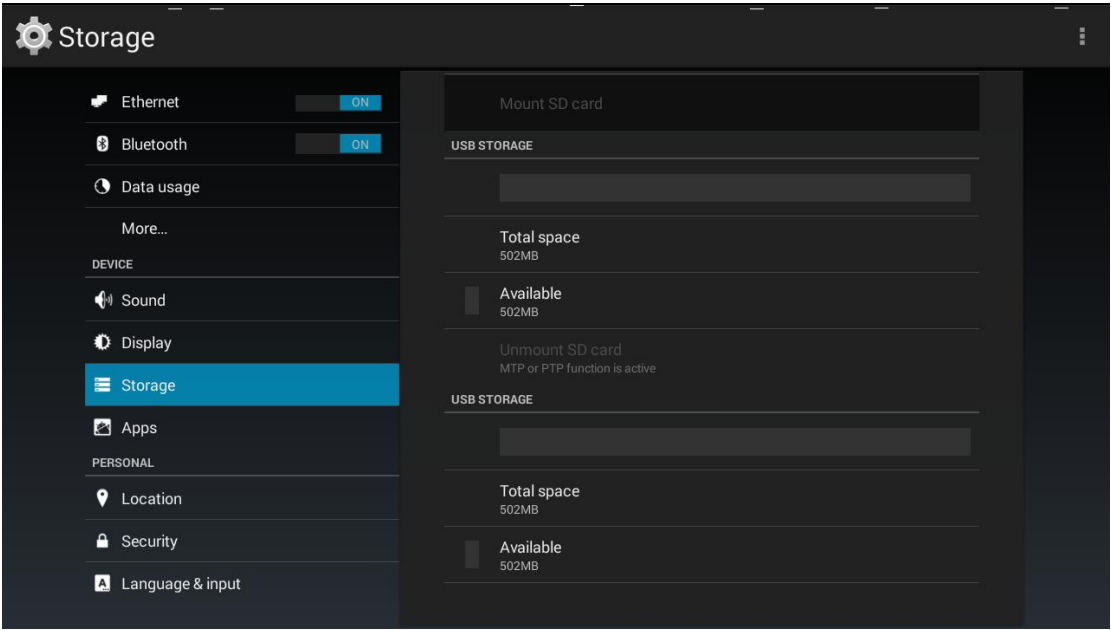 Storage
Ethernet ON
Bluetooth ON
Data usage
More...
DEVICE
Sound
Display
Storage
Apps
PERSONAL
Location
Security
Language & input
Mount SD card
USB STORAGE
Total space
502MB
Available
502MB
Unmount SD card
MTP or PTP function is active
USB STORAGE
Total space
502MB
Available
502MB